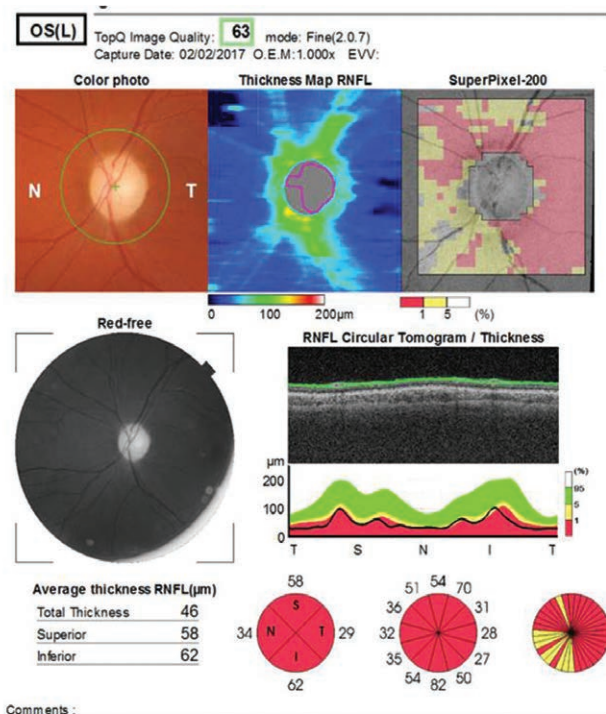 OS(L) TopQ Image Quality: 63 mode: Fine(2.0.7)
Capture Date: 02/02/2017 O.E.M:1.000x EVV:
Color photo
N T
Thickness Map RNFL
0 100 200µm
SuperPixel-200
1 5 (%)
Red-free
RNFL Circular Tomogram / Thickness
µm
200
100
0
T S N I T
(%)
95
5
1
Average thickness RNFL(µm)
Total Thickness 46
Superior 58
Inferior 62
58
34 S N T I 29
62
51 54 70
36 31
32 28
35 27
54 82 50
Comments :